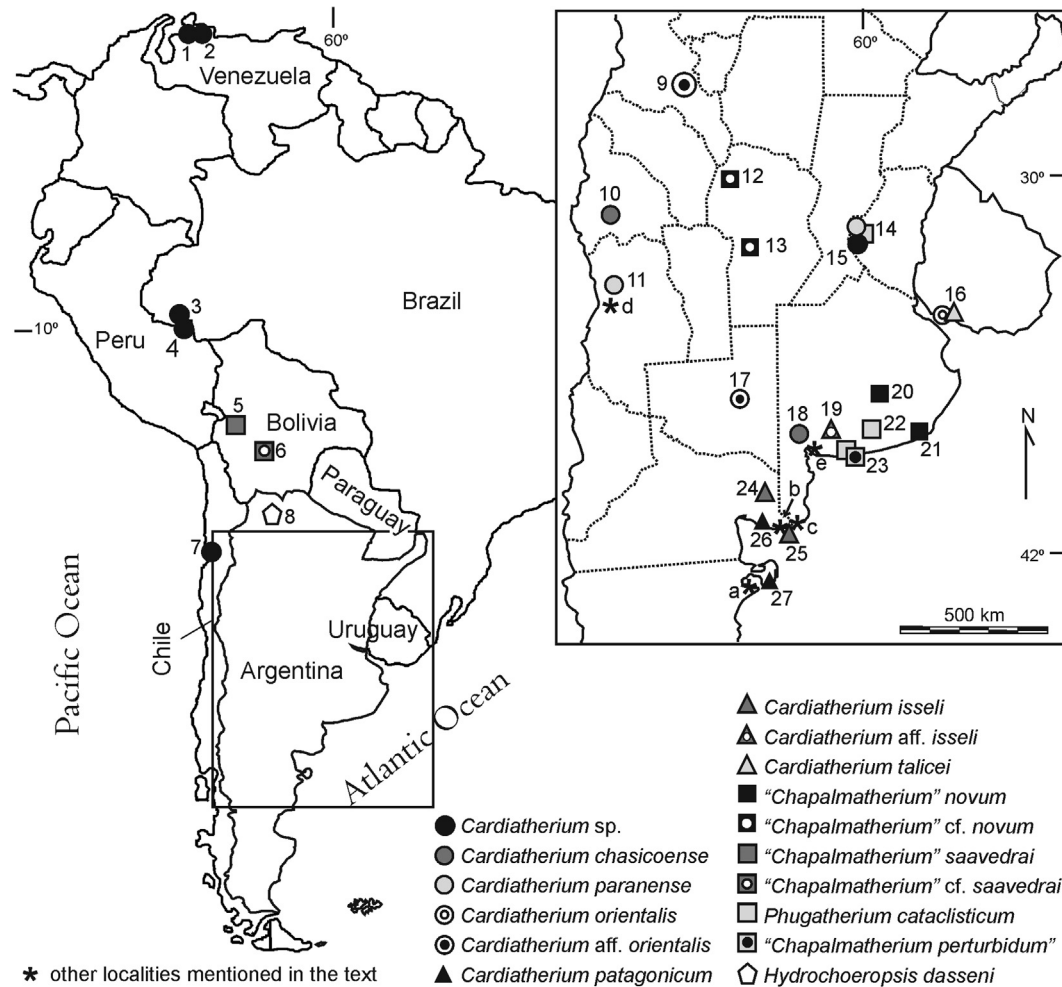 60º
1
2
Venezuela
3
10º
4
Peru
Brazil
5
Bolivia
6
Paraguay
8
7
Chile
Uruguay
Argentina
Pacific Ocean
Atlantic Ocean
60º
9
30º
12
10
14
13
15
11
d
16
17
20
18
19
22
N
e
21
23
24
b
c
26
25
42º
a
27
500 km
Cardiatherium sp.
Cardiatherium chasicoense
Cardiatherium paranense
Cardiatherium orientalis
Cardiatherium aff. orientalis
Cardiatherium patagonicum
Cardiatherium isseli
Cardiatherium aff. isseli
Cardiatherium talicei
"Chapalmatherium" novum
"Chapalmatherium" cf. novum
"Chapalmatherium" saavedrai
"Chapalmatherium" cf. saavedrai
Phugatherium cataclisticum
"Chapalmatherium perturbidum"
Hydrochoeropsis dasseni
* other localities mentioned in the text